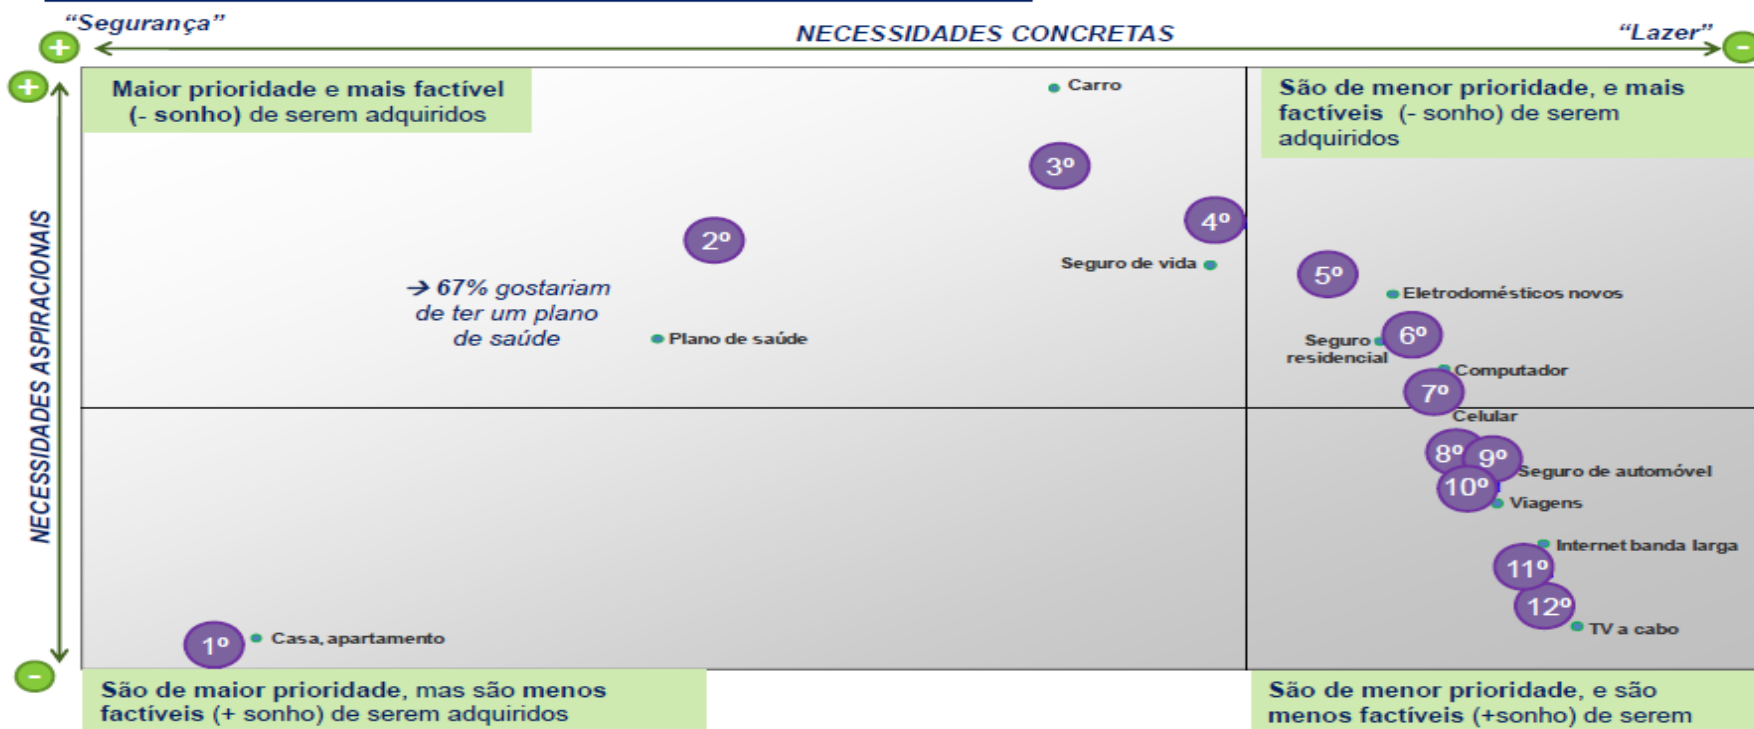 “Segurança”
NECESSIDADES CONCRETAS
“Lazer”
+
-
+
NECESSIDADES ASPIRACIONAIS
-
Maior prioridade e mais factível
(- sonho) de serem adquiridos
São de menor prioridade, e mais
factíveis (- sonho) de serem
adquiridos
Carro
3º
4º
2º
Seguro de vida
5º
→ 67% gostariam
de ter um plano
de saúde
Eletrodomésticos novos
Plano de saúde
Seguro
residencial
6º
Computador
7º
Celular
8º
9º
Seguro de automóvel
10º
Viagens
Internet banda larga
11º
12º
TV a cabo
1º
Casa, apartamento
São de maior prioridade, mas são menos
factíveis (+ sonho) de serem adquiridos
São de menor prioridade, e são
menos factíveis (+sonho) de serem